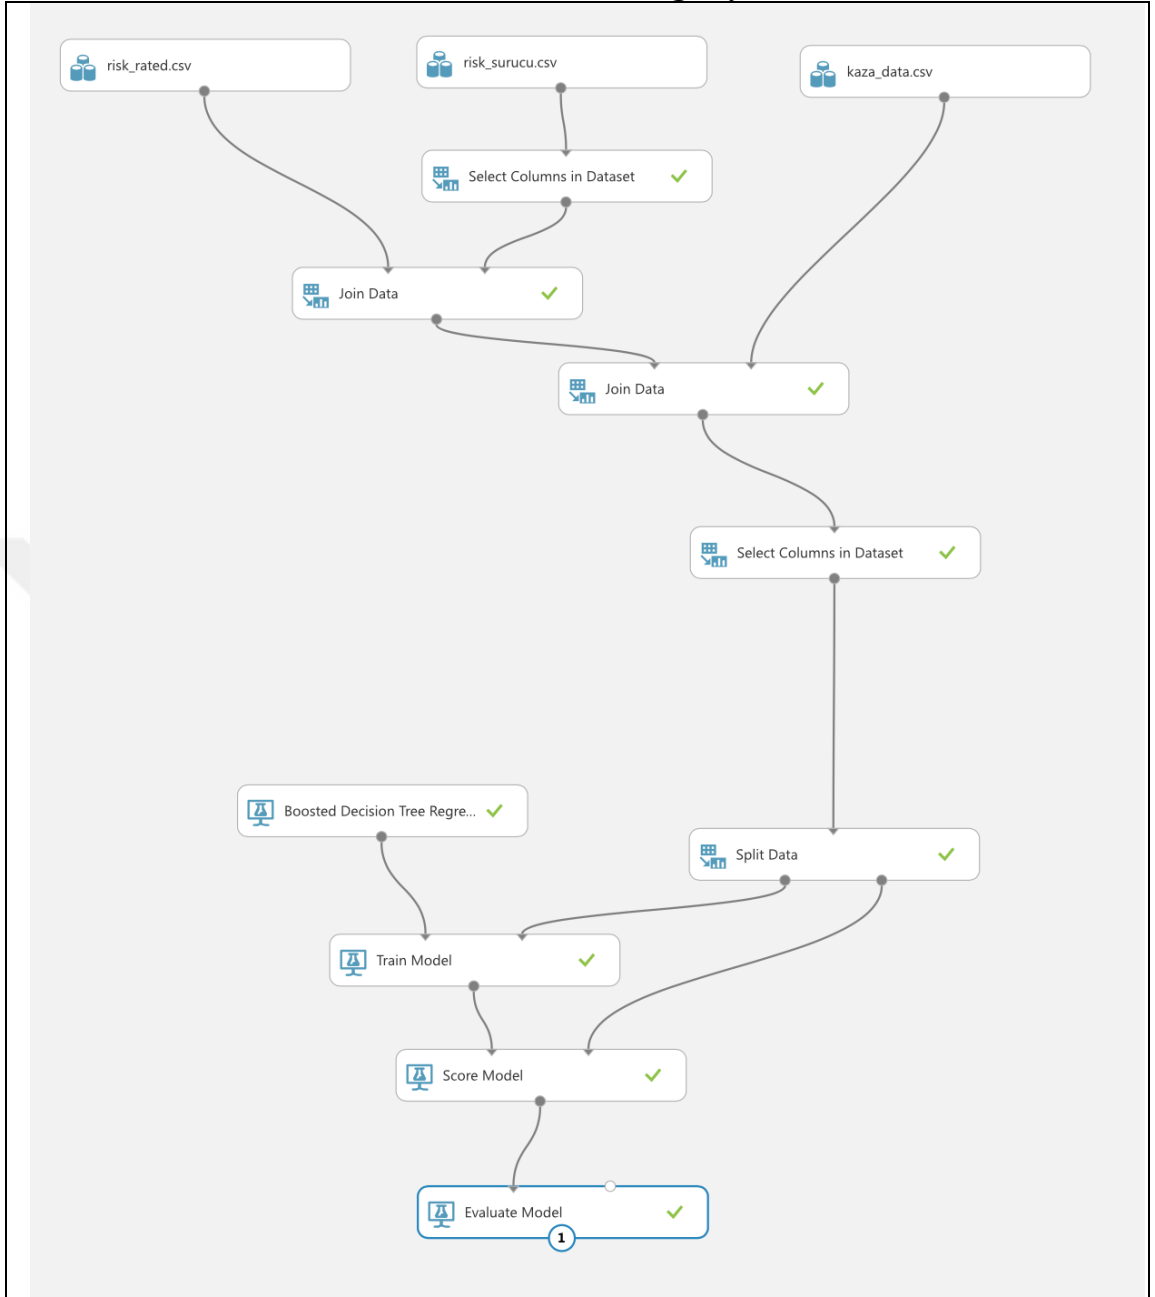 risk_rated.csv
risk_surucu.csv
kaza_data.csv
Select Columns in Dataset
Join Data
Join Data
Select Columns in Dataset
Boosted Decision Tree Regre...
Split Data
Train Model
Score Model
Evaluate Model
1